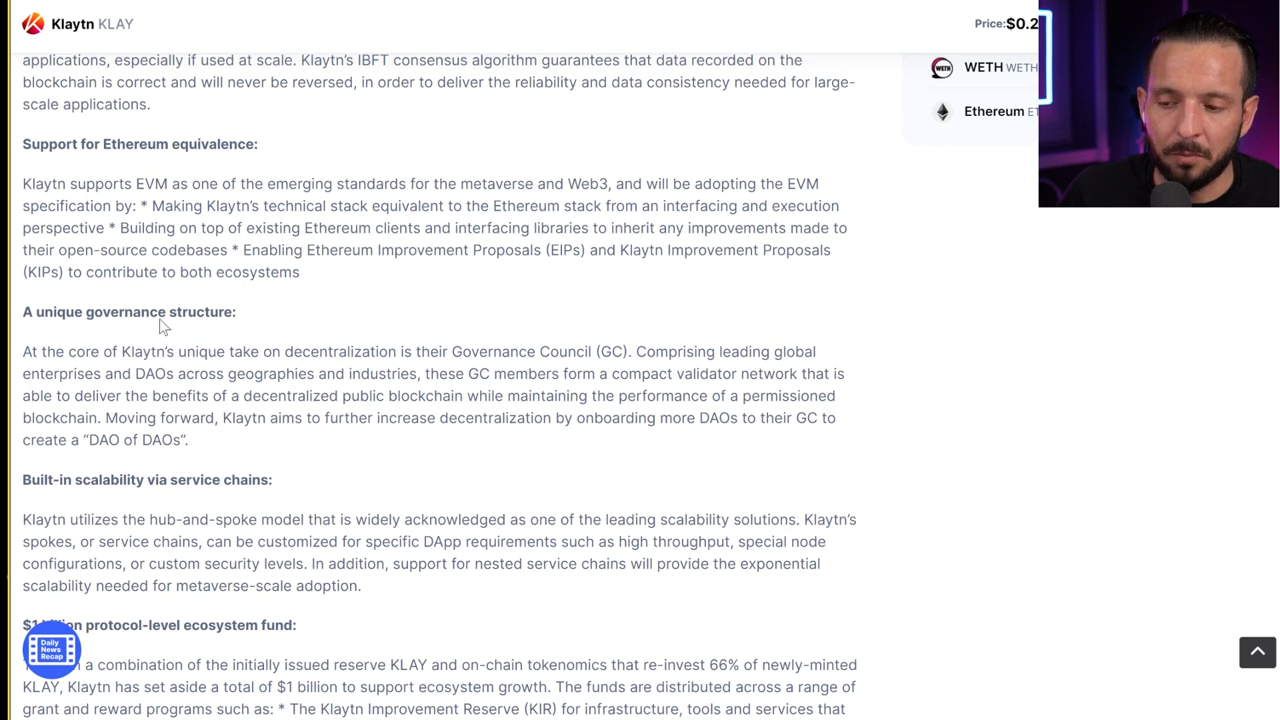 Klaytn KLAY
Price:$0.2
applications, especially if used at scale. Klaytn's IBFT consensus algorithm guarantees that data recorded on the
blockchain is correct and will never be reversed, in order to deliver the reliability and data consistency needed for large-
scale applications.
WETH WETH
Ethereum
Support for Ethereum equivalence:
Klaytn supports EVM as one of the emerging standards for the metaverse and Web3, and will be adopting the EVM
specification by: * Making Klaytn's technical stack equivalent to the Ethereum stack from an interfacing and execution
perspective * Building on top of existing Ethereum clients and interfacing libraries to inherit any improvements made to
their open-source codebases * Enabling Ethereum Improvement Proposals (EIPs) and Klaytn Improvement Proposals
(KIPs) to contribute to both ecosystems
A unique governance structure:
At the core of Klaytn's unique take on decentralization is their Governance Council (GC). Comprising leading global
enterprises and DAOs across geographies and industries, these GC members form a compact validator network that is
able to deliver the benefits of a decentralized public blockchain while maintaining the performance of a permissioned
blockchain. Moving forward, Klaytn aims to further increase decentralization by onboarding more DAOs to their GC to
create a “DAO of DAOs”.
Built-in scalability via service chains:
Klaytn utilizes the hub-and-spoke model that is widely acknowledged as one of the leading scalability solutions. Klaytn's
spokes, or service chains, can be customized for specific DApp requirements such as high throughput, special node
configurations, or custom security levels. In addition, support for nested service chains will provide the exponential
scalability needed for metaverse-scale adoption.
protocol-level ecosystem fund:
Daily
News
Recap
a combination of the initially issued reserve KLAY and on-chain tokenomics that re-invest 66% of newly-minted
KLAY, Klaytn has set aside a total of $1 billion to support ecosystem growth. The funds are distributed across a range of
grant and reward programs such as: * The Klaytn Improvement Reserve (KIR) for infrastructure, tools and services that